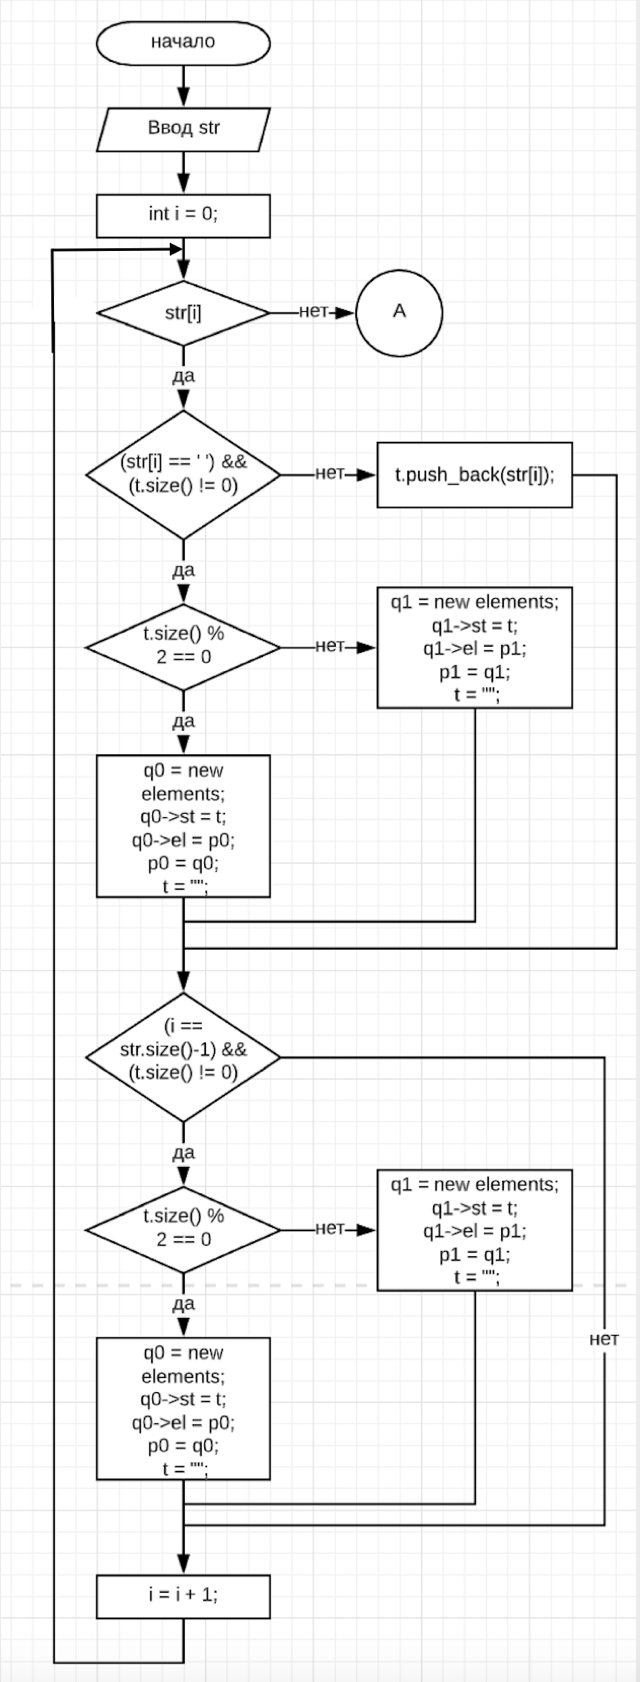 начало
Ввод str
int i = 0;
str[i]
нет
A
да
(str[i] == ' ') &&
(t.size() != 0)
нет
t.push_back(str[i]);
да
t.size() %
2 == 0
нет
q1 = new elements;
q1->st = t;
q1->el = p1;
p1 = q1;
t = "";
да
q0 = new
elements;
q0->st = t;
q0->el = p0;
p0 = q0;
t = "";
(i ==
str.size()-1) &&
(t.size() != 0)
да
t.size() %
2 == 0
нет
q1 = new elements;
q1->st = t;
q1->el = p1;
p1 = q1;
t = "";
да
нет
q0 = new
elements;
q0->st = t;
q0->el = p0;
p0 = q0;
t = "";
i = i + 1;